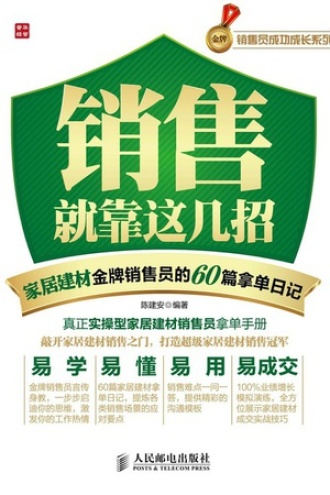 金牌
销售员成功成长系列
销售
就靠这几招
家居建材金牌销售员的60篇拿单日记
陈建安◎编著
真正实操型家居建材销售员拿单手册
敲开家居建材销售之门，打造超级家居建材销售冠军
易 学
金牌销售员言传
身教，一步步启
迪你的思维，激
发你的工作热情
易 懂
60篇家居建材拿
单日记，提炼各
类销售场景的应
对要点
易 用
销售难点一问一
答，提供精彩的
沟通模板
易成交
100%业绩增长
模拟演练，全方
位展示家居建材
成交实战技巧
人民邮电出版社
POSTS & TELECOM PRESS